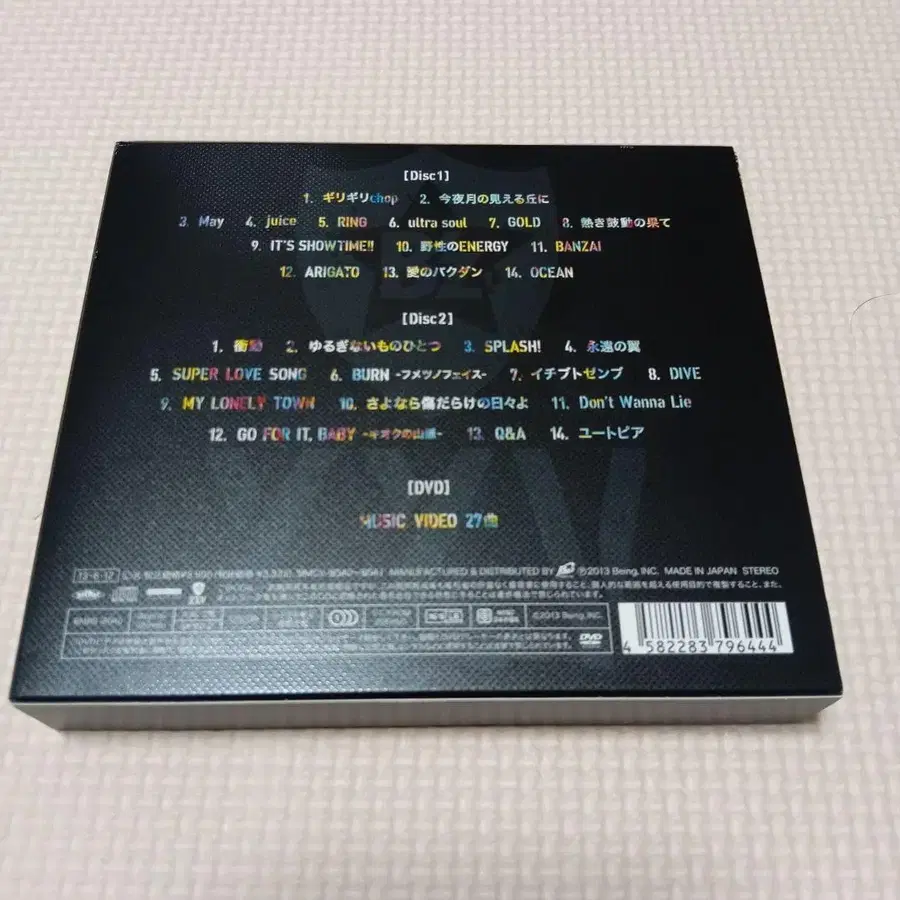 [Disc1]
1. ギリギリchop 2. 今夜月の見える丘に
3. May 4. juice 5. RING 6. ultra soul 7. GOLD 8.熱き鼓動の果て
9. IT'S SHOWTIME!! 10. 野性のENERGY 11. BANZAI
12. ARIGATO 13. 愛のバクダン 14. OCEAN
[Disc2]
1. 衝動 2. ゆるぎないものひとつ 3. SPLASH! 4. 永遠の翼
5. SUPER LOVE SONG 6. BURN -フメツノフェイス- 7. イチブトゼンブ 8. DIVE
9. MY LONELY TOWN 10. さよなら傷だらけの日々よ 11. Don't Wanna Lie
12. GO FOR IT, BABY -キオクの山脈- 13. Q&A 14. ユートピア
[DVD]
MUSIC VIDEO 27曲
MANUFACTURED & DISTRIBUTED BY ℗2013 Being, INC. MADE IN JAPAN STEREO
©2013 Being, INC.
DVD
4 582283 796444